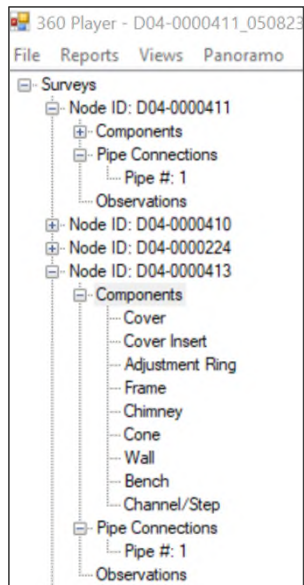 360 Player - D04-0000411_050823
File Reports Views Panoramo
Surveys
Node ID: D04-0000411
Components
Pipe Connections
Pipe #: 1
Observations
Node ID: D04-0000410
Node ID: D04-0000224
Node ID: D04-0000413
Components
Cover
Cover Insert
Adjustment Ring
Frame
Chimney
Cone
Wall
Bench
Channel/Step
Pipe Connections
Pipe #: 1
Observations